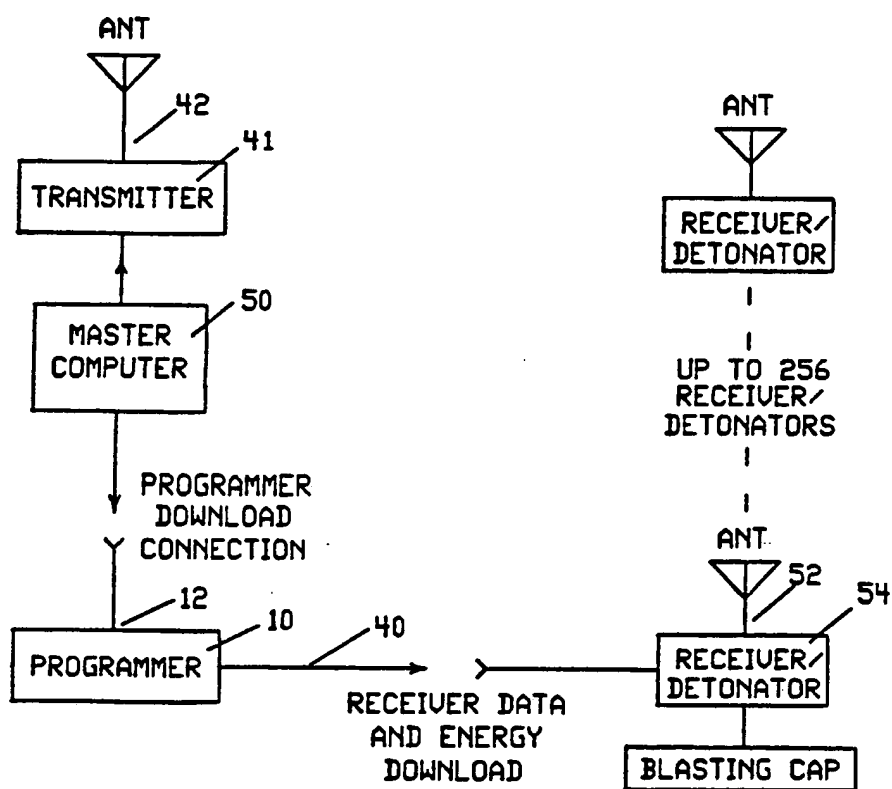 ANT
42
41
TRANSMITTER
50
MASTER
COMPUTER
PROGRAMMER
DOWNLOAD
CONNECTION
12
10
40
PROGRAMMER
RECEIVER DATA
AND ENERGY
DOWNLOAD
ANT
RECEIVER/
DETONATOR
UP TO 256
RECEIVER/
DETONATORS
ANT
52
54
RECEIVER/
DETONATOR
BLASTING CAP